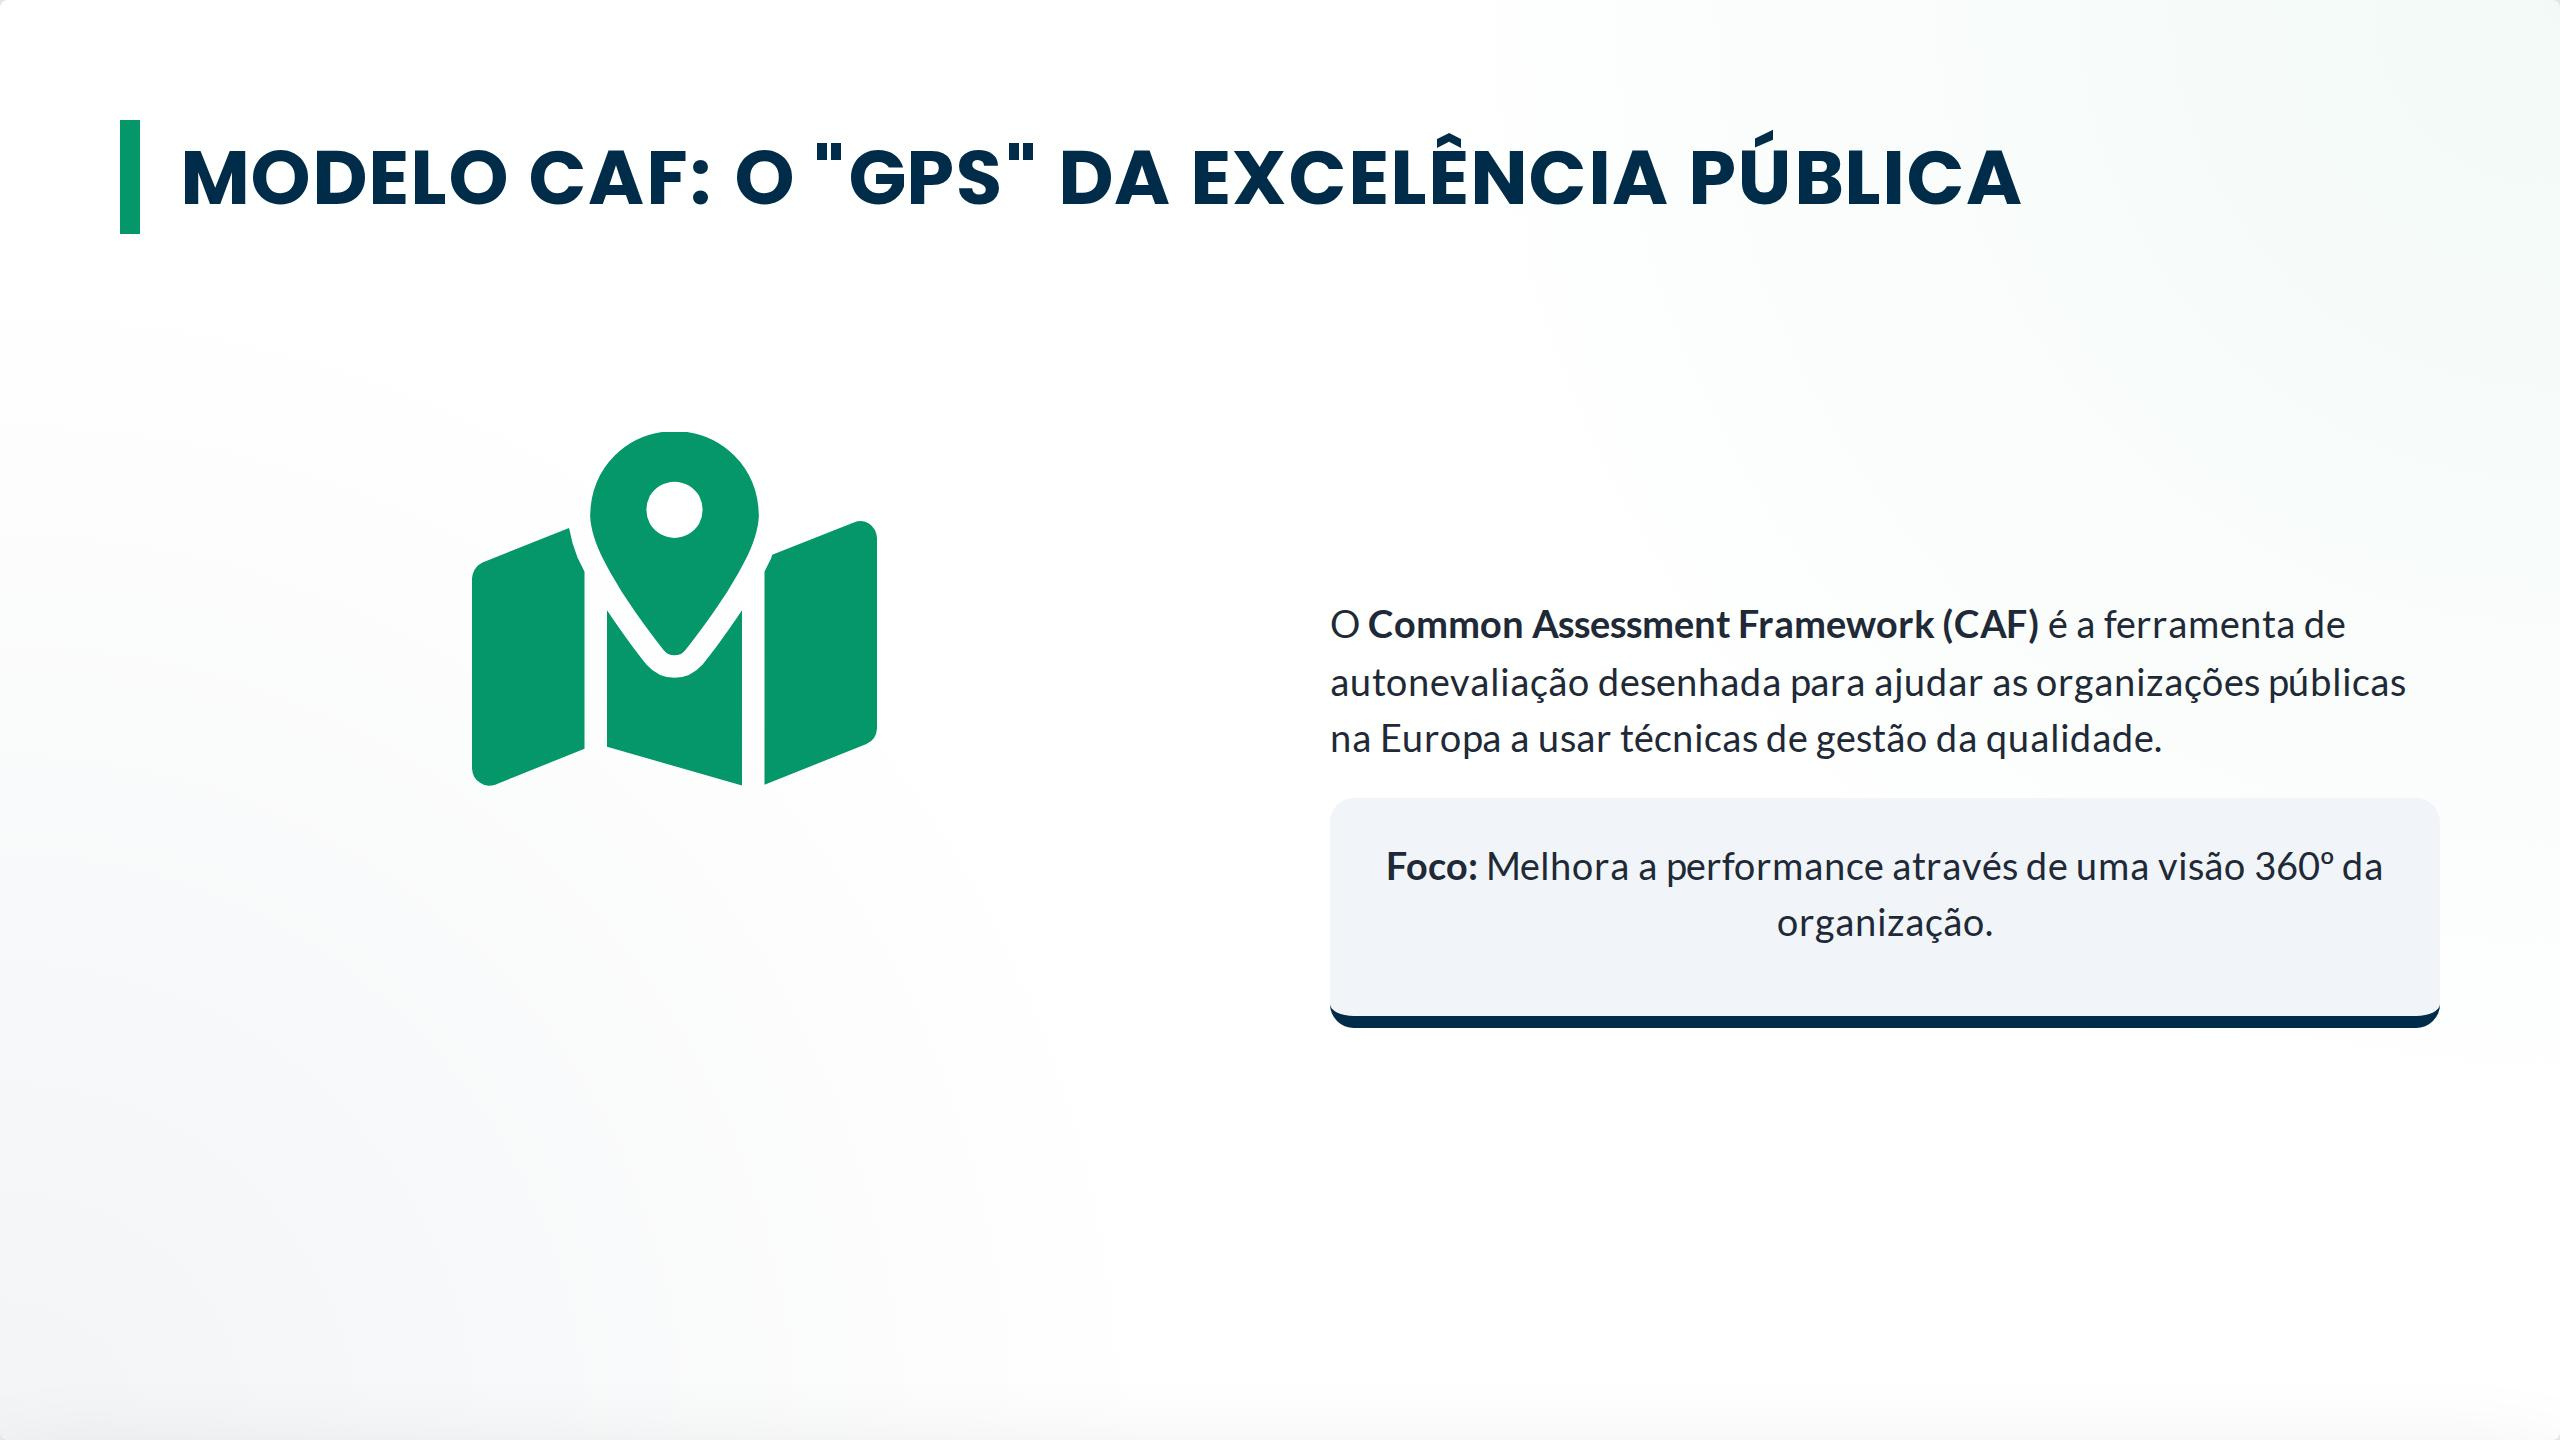 MODELO CAF: O "GPS" DA EXCELÊNCIA PÚBLICA
O Common Assessment Framework (CAF) é a ferramenta de
autonevaliação desenhada para ajudar as organizações públicas
na Europa a usar técnicas de gestão da qualidade.
Foco: Melhora a performance através de uma visão 360º da
organização.